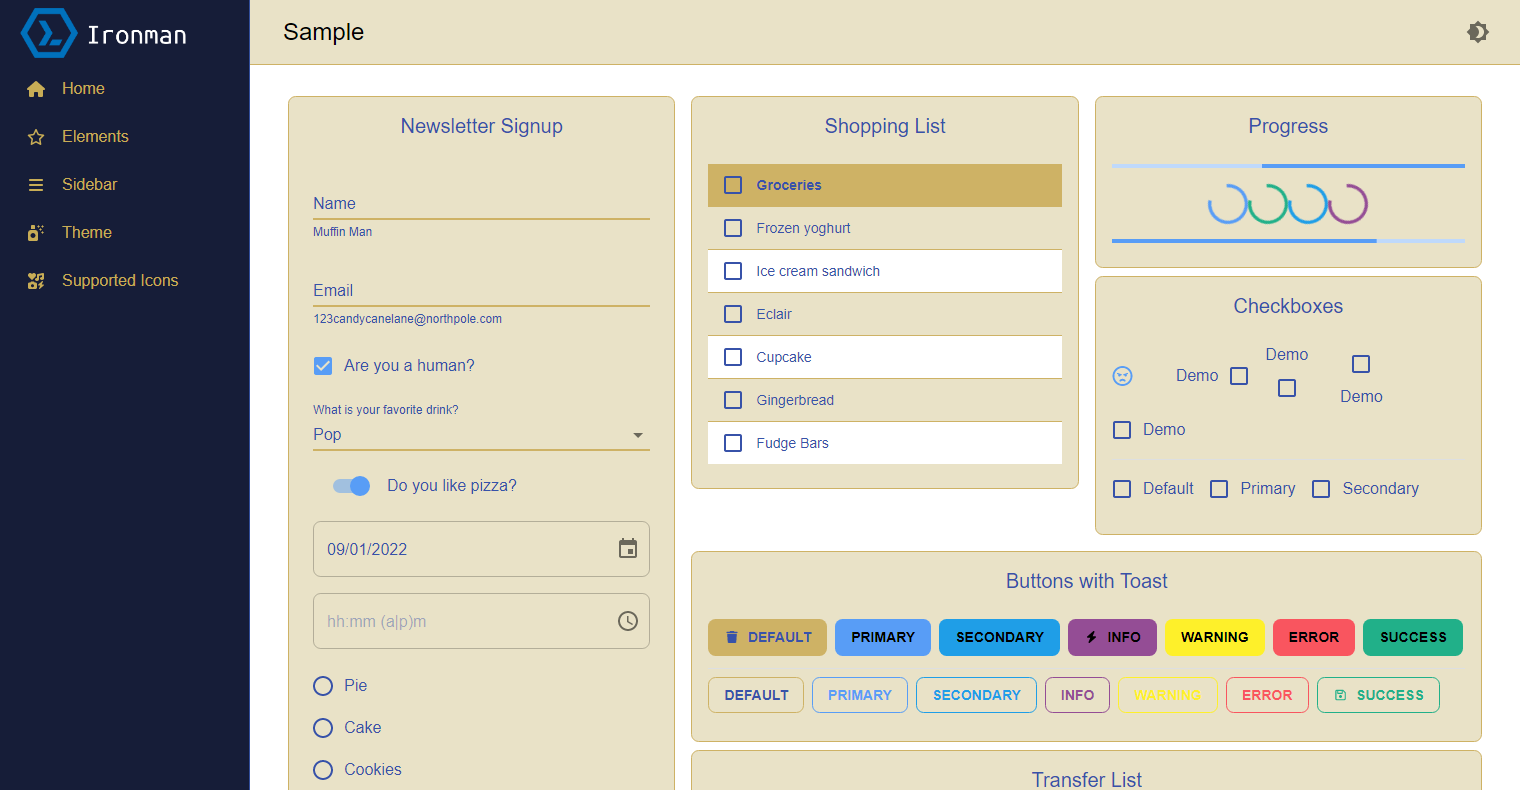 Ironman
Home
Elements
Sidebar
Theme
Supported Icons
Sample
Newsletter Signup
Name
Muffin Man
Email
123candycanelane@northpole.com
Are you a human?
What is your favorite drink?
Pop
Do you like pizza?
09/01/2022
hh:mm (a|p)m
Pie
Cake
Cookies
Shopping List
Groceries
Frozen yoghurt
Ice cream sandwich
Eclair
Cupcake
Gingerbread
Fudge Bars
Progress
Checkboxes
Demo
Demo
Demo
Demo
Default Primary Secondary
Buttons with Toast
DEFAULT PRIMARY SECONDARY INFO WARNING ERROR SUCCESS
DEFAULT PRIMARY SECONDARY INFO WARNING ERROR SUCCESS
Transfer List